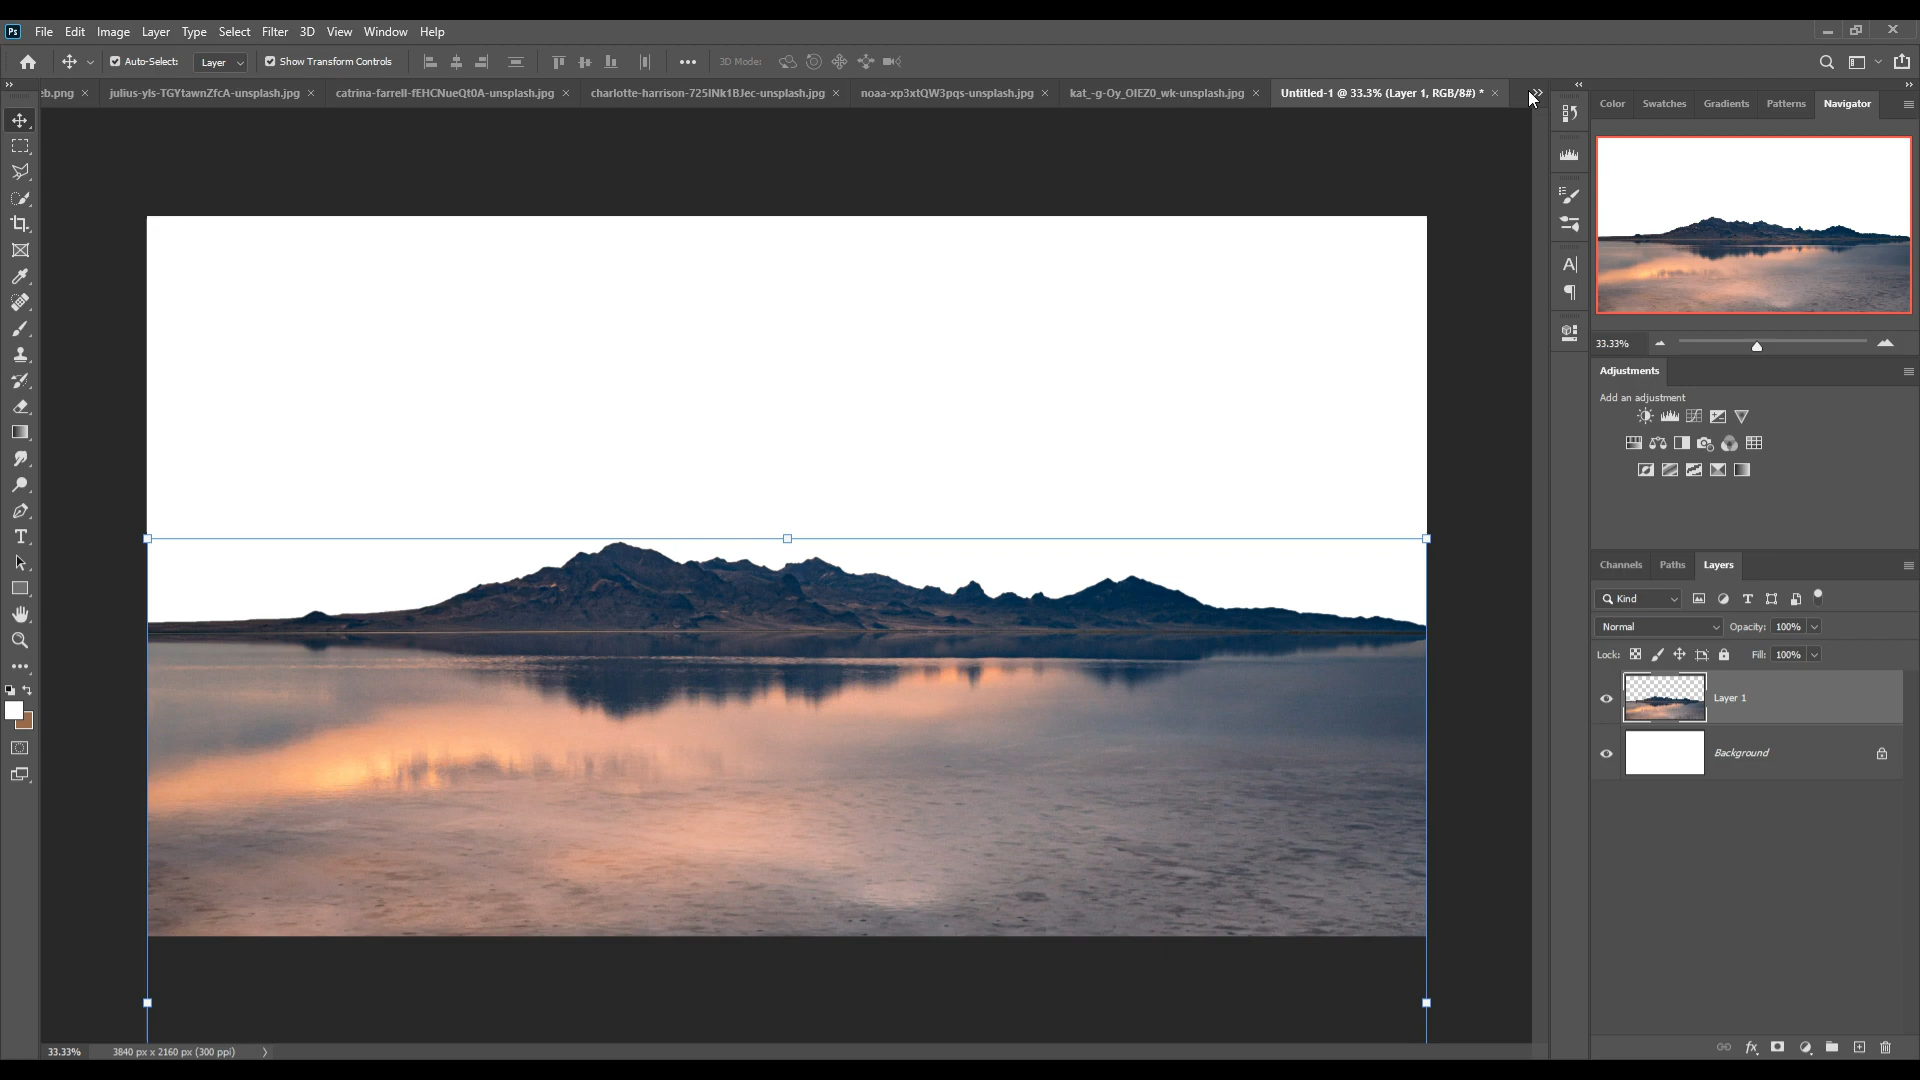 Ps File Edit Image Layer Type Select Filter 3D View Window Help
Auto-Select: Layer Show Transform Controls 3D Mode:
b.png julius-yls-TGYtawnZfcA-unsplash.jpg catrina-farrell-fEHCNueQt0A-unsplash.jpg charlotte-harrison-725INk1BJec-unsplash.jpg noaa-xp3xtQW3pqs-unsplash.jpg kat_-g-Oy_OIEZ0_wk-unsplash.jpg Untitled-1 @ 33.3% (Layer 1, RGB/8#) *
Color Swatches Gradients Patterns Navigator
33.33%
Adjustments
Add an adjustment
Channels Paths Layers
Kind
Normal Opacity: 100%
Lock: Fill: 100%
Layer 1
Background
33.33% 3840 px x 2160 px (300 ppi)